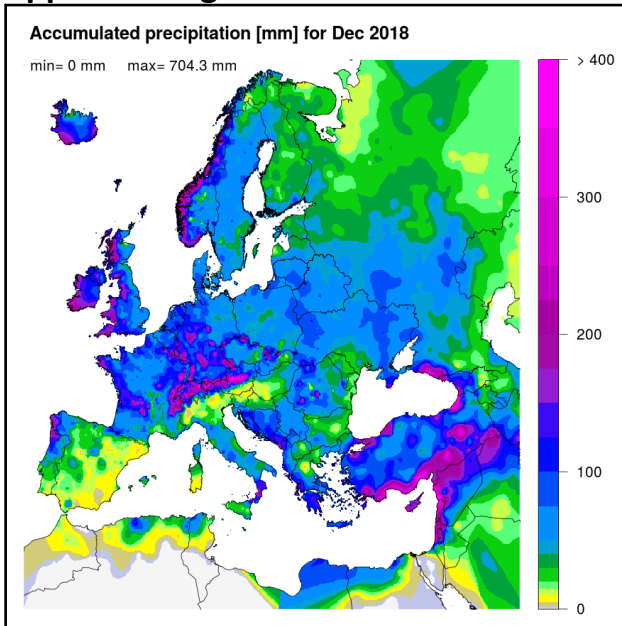 Accumulated precipitation [mm] for Dec 2018
min= 0 mm max= 704.3 mm
> 400
300
200
100
0